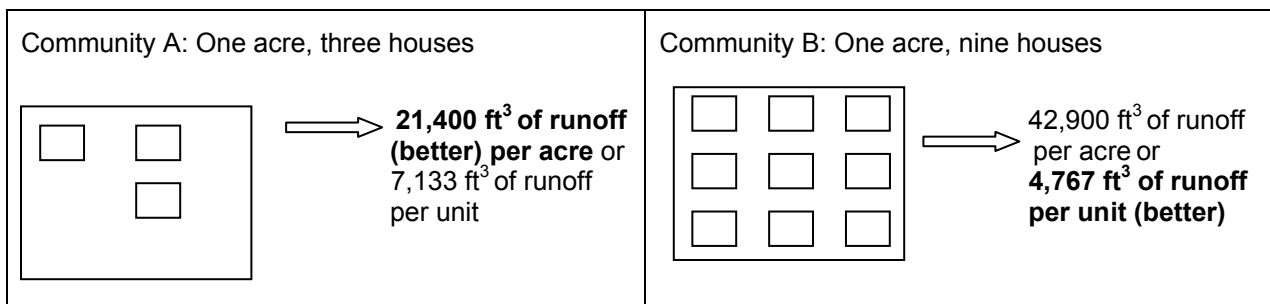 Community A: One acre, three houses
21,400 ft³ of runoff
(better) per acre or
7,133 ft³ of runoff
per unit
Community B: One acre, nine houses
42,900 ft³ of runoff
per acre or
4,767 ft³ of runoff
per unit (better)